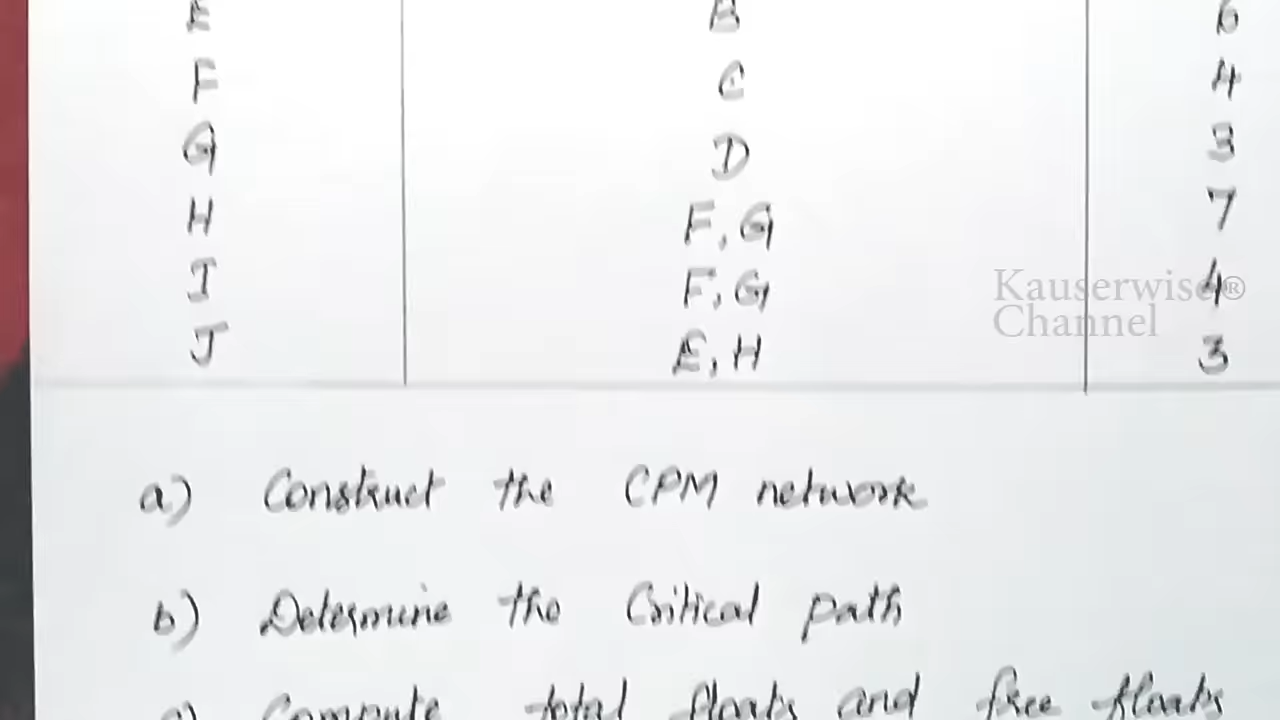 E B 6
F C 4
G D 3
H F, G 7
I F, G 4
J E, H 3
Kauserwise®
Channel
a) Construct the CPM network
b) Determine the Critical path
c) Compute total floats and free floats